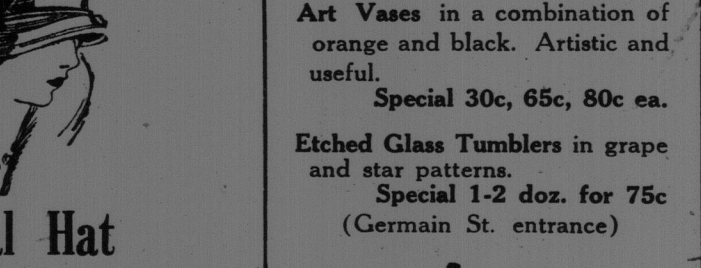 Art Vases in a combination of
orange and black. Artistic and
useful.
Special 30c, 65c, 80c ea.
Etched Glass Tumblers in grape
and star patterns.
Special 1-2 doz. for 75c
(Germain St. entrance)
Hat